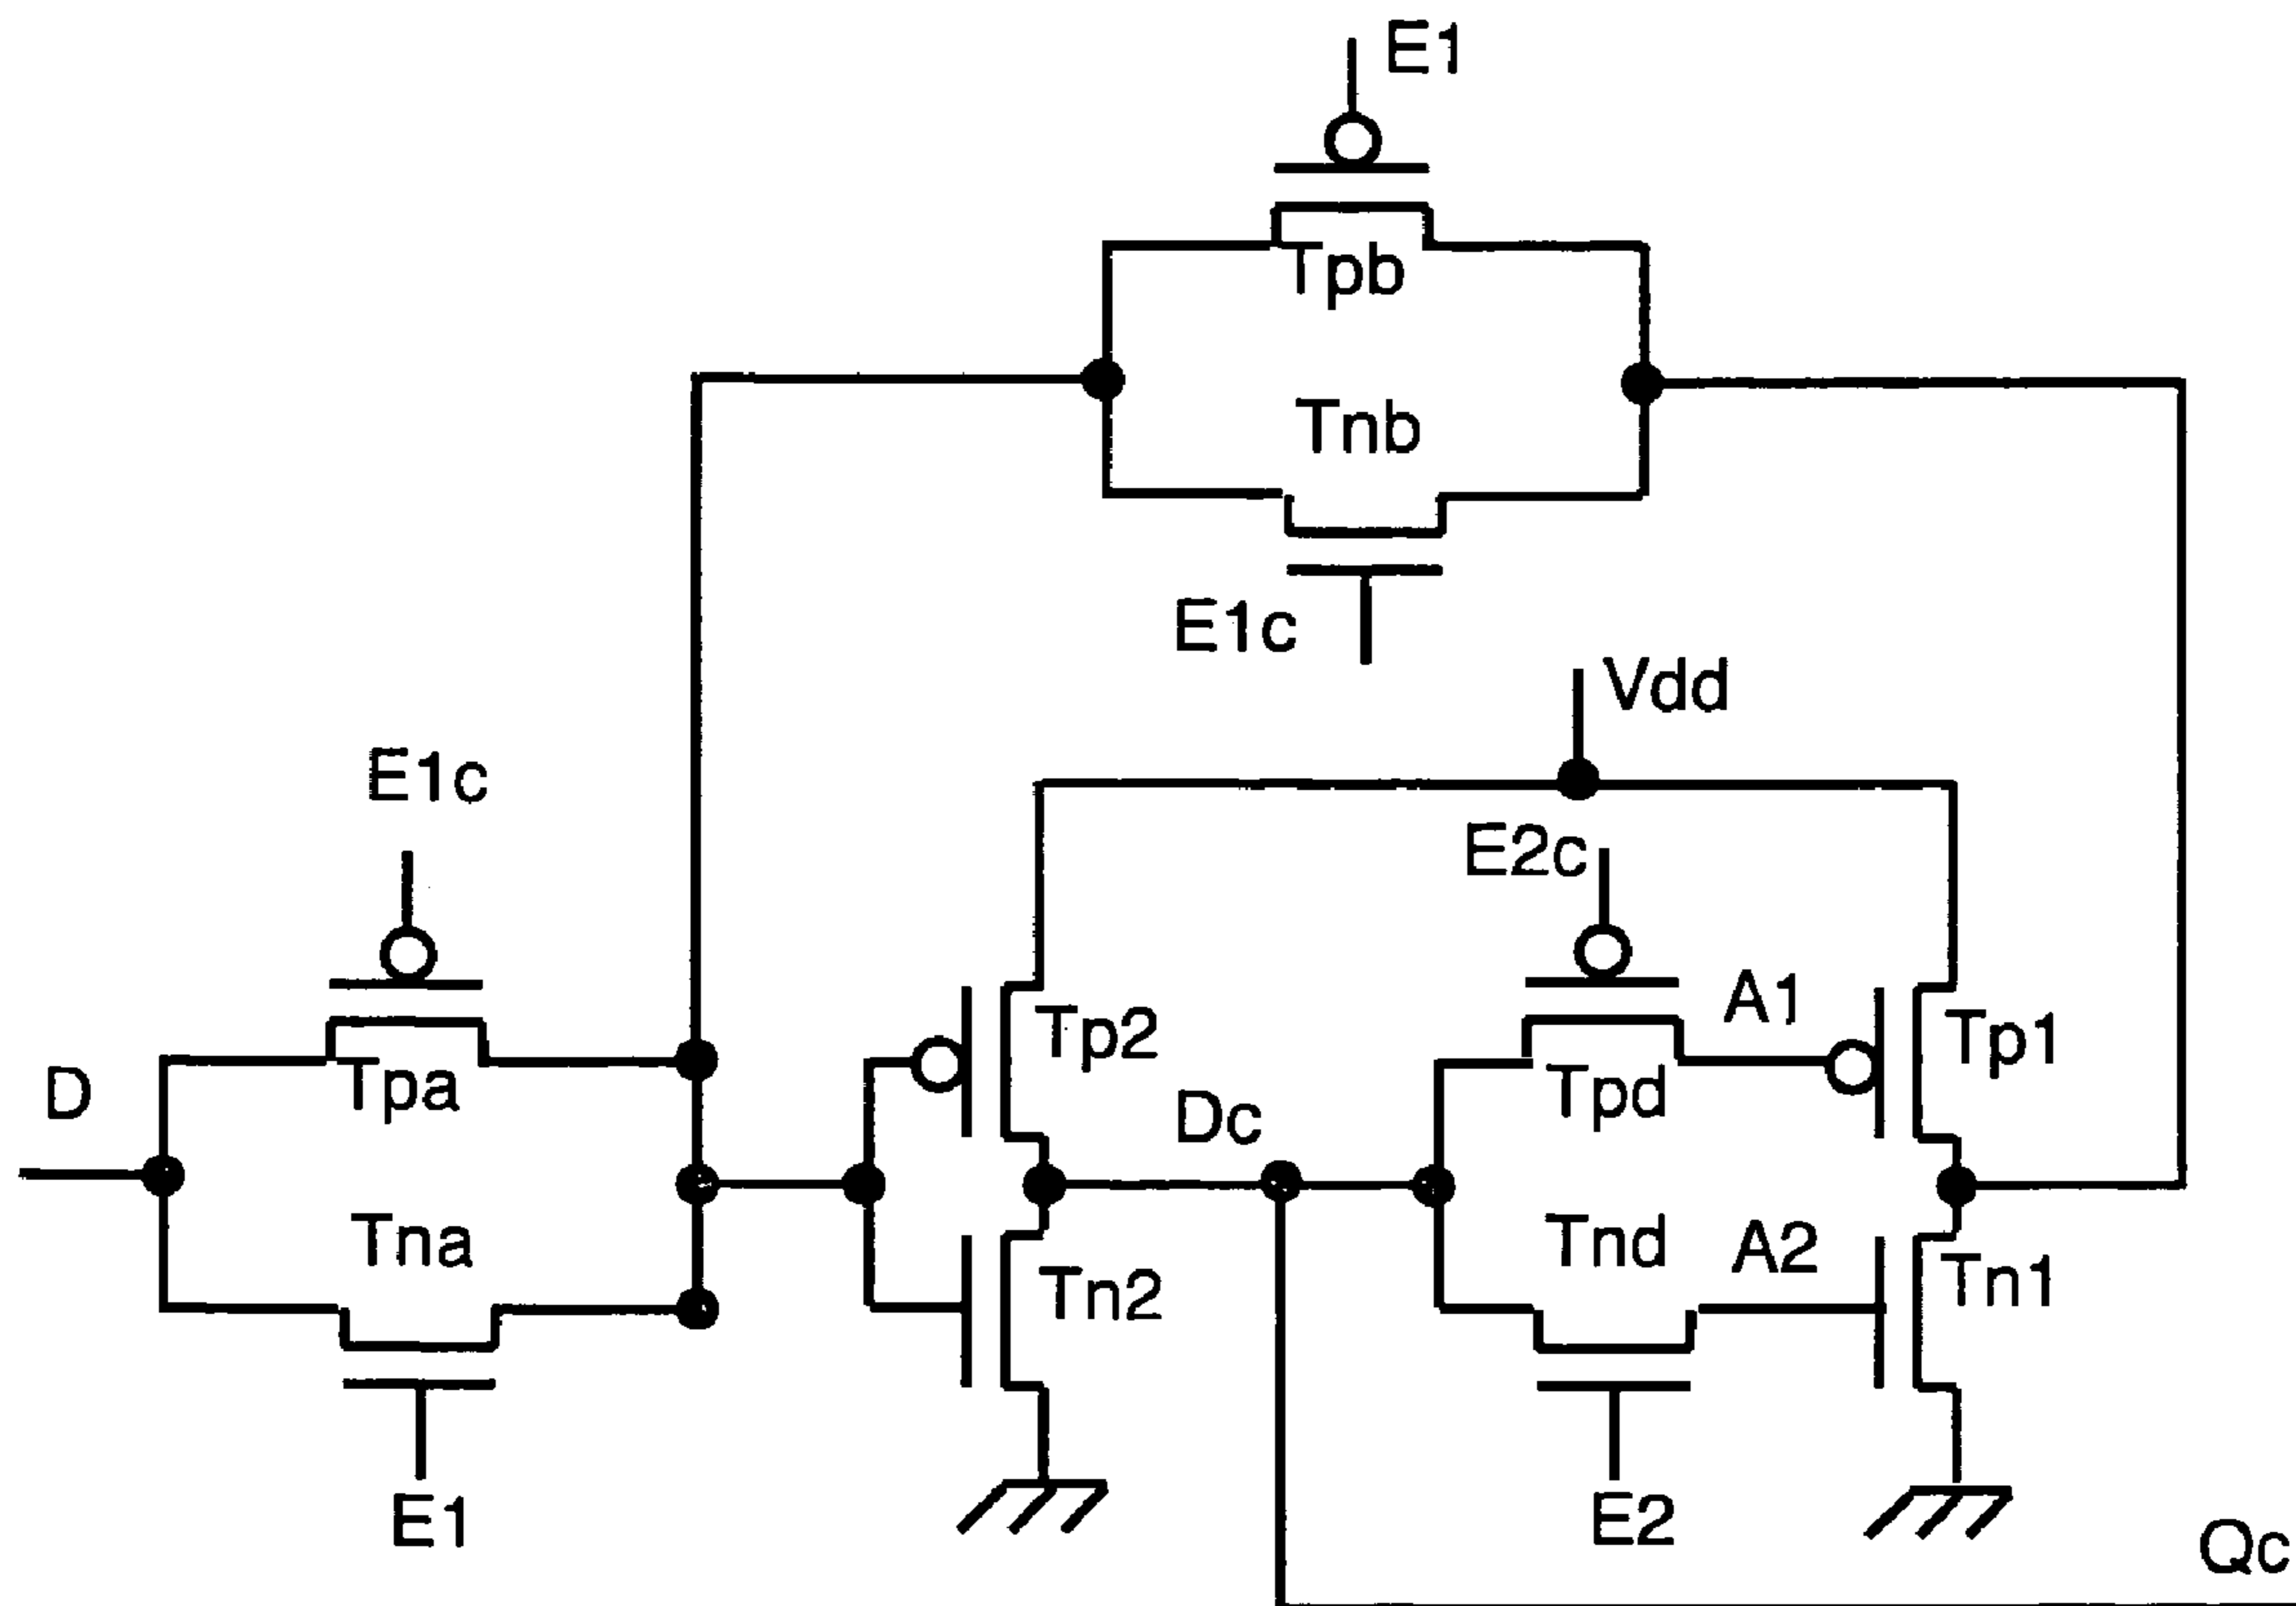 E1
Tpb
Tnb
E1c
Vdd
E1c
E2c
A1
Tp2
Tp1
D
Tpa
Tpd
Dc
Tna
Tnd
A2
Tn2
Tn1
E1
E2
Qc